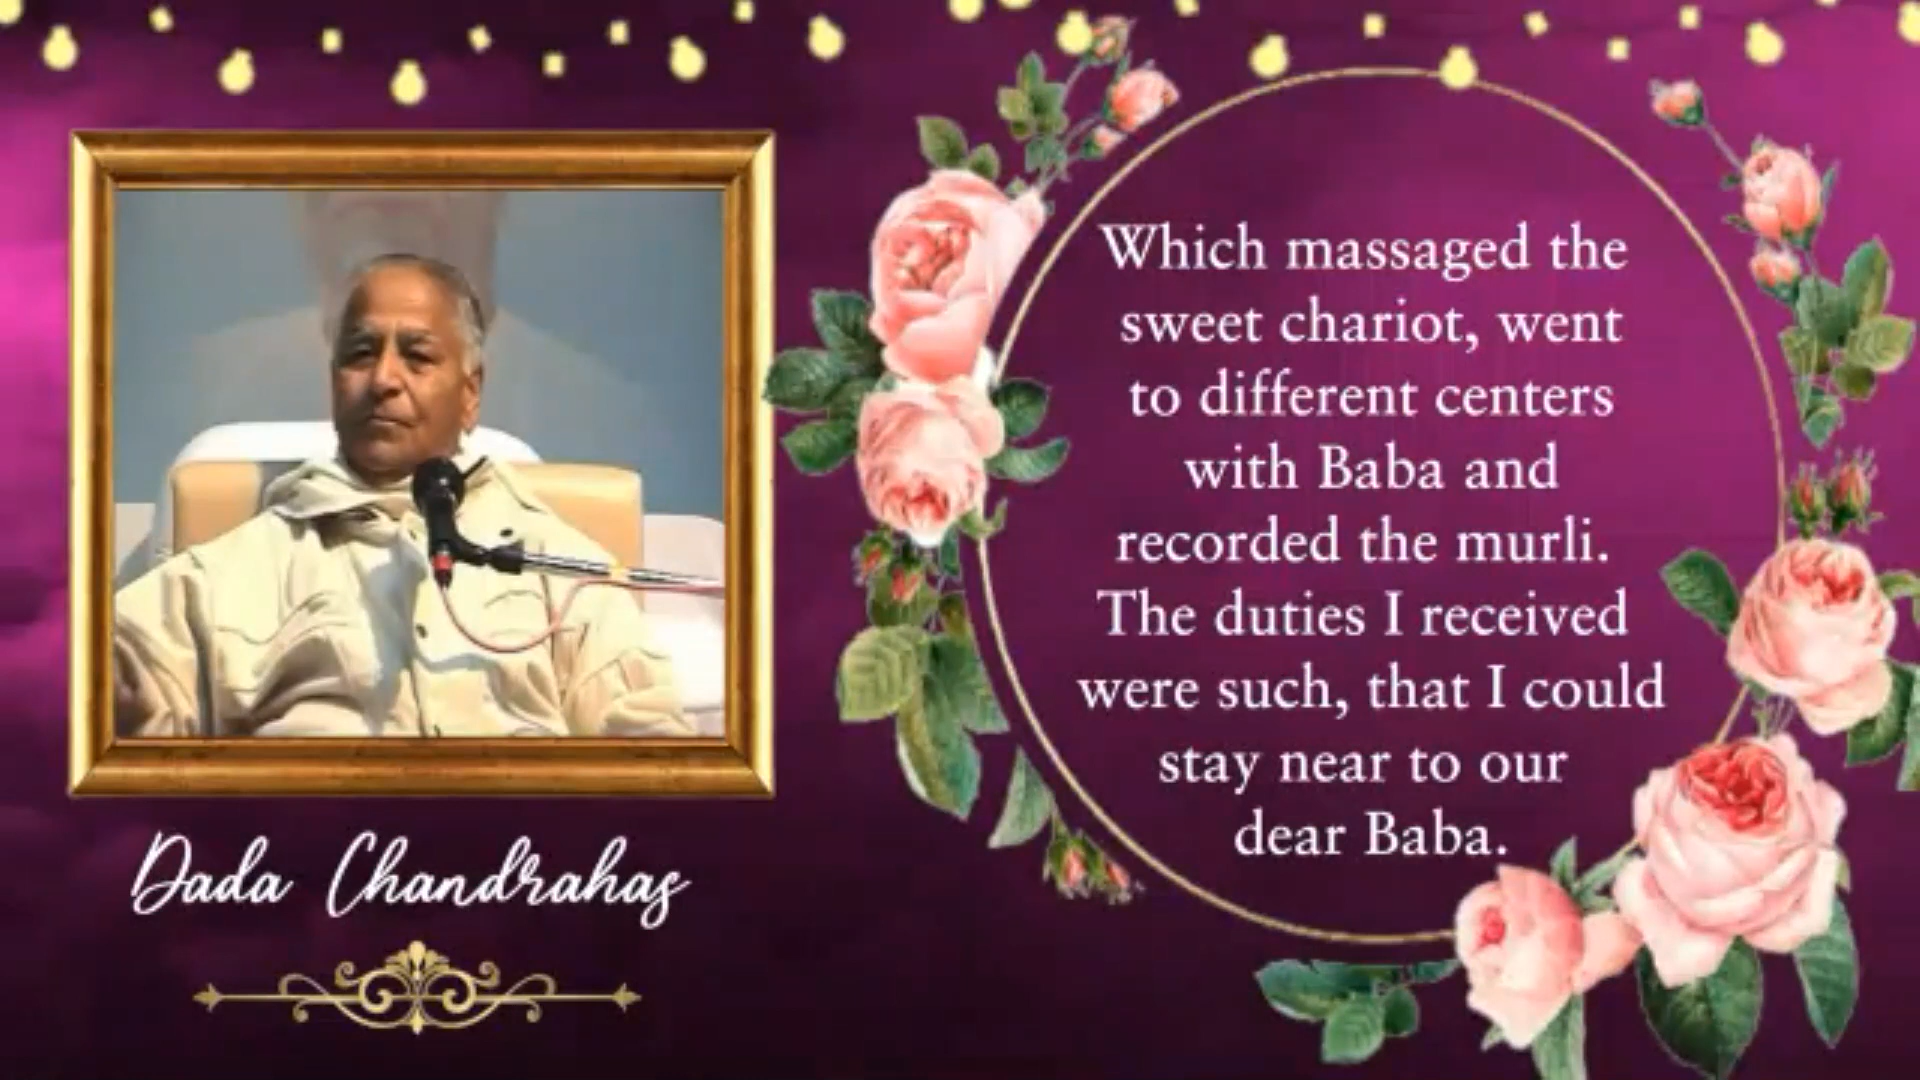 Which massaged the
sweet chariot, went
to different centers
with Baba and
recorded the murli.
The duties I received
were such, that I could
stay near to our
dear Baba.
Dada Chandrahas